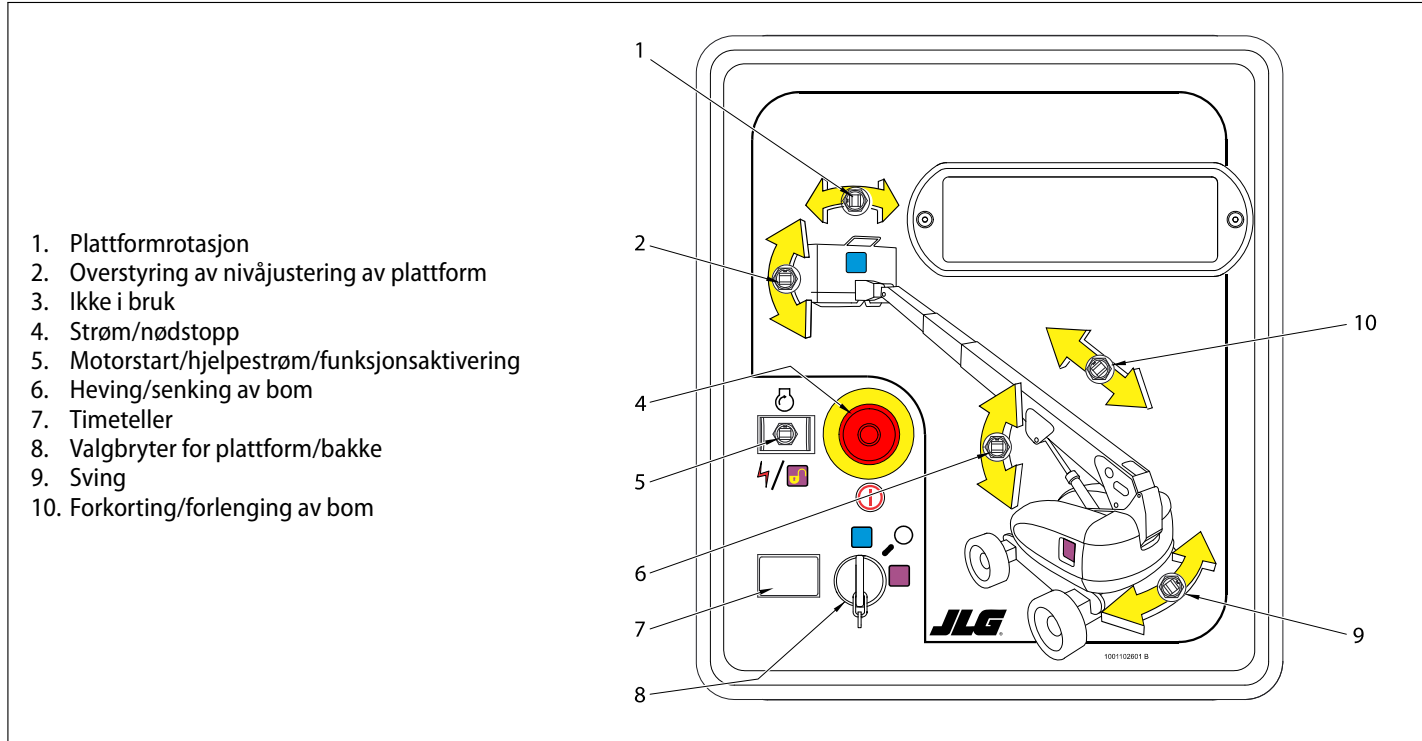 1. Plattformrotasjon
2. Overstyring av nivåjustering av plattform
3. Ikke i bruk
4. Strøm/nødstopp
5. Motorstart/hjelpestrøm/funksjonsaktivering
6. Heving/senking av bom
7. Timeteller
8. Valgbryter for plattform/bakke
9. Sving
10. Forkorting/forlenging av bom
1
2
10
4
5
6
7
9
8
JLG
1001102601 B